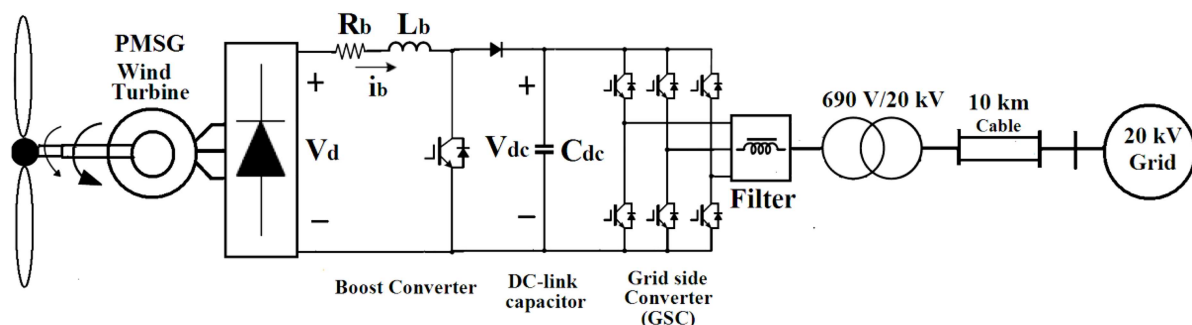 PMSG
Wind
Turbine
+
Vd
−
Rb
Lb
ib
Boost Converter
+
Vdc
−
Cdc
DC-link
capacitor
Grid side
Converter
(GSC)
Filter
690 V/20 kV
10 km
Cable
20 kV
Grid